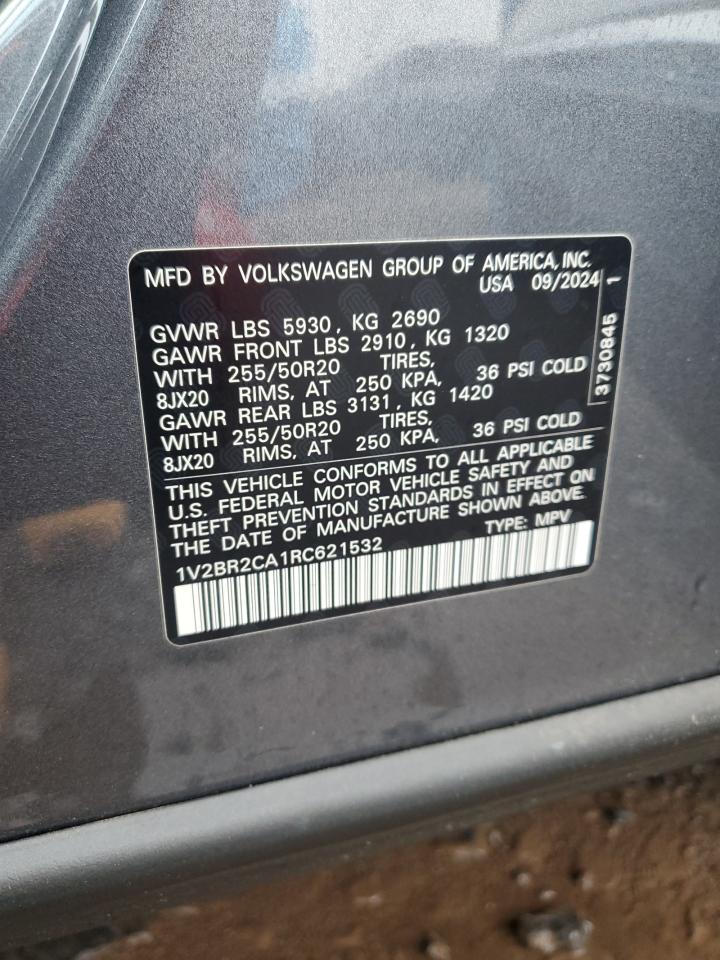 MFD BY VOLKSWAGEN GROUP OF AMERICA, INC.
USA 09/2024
GVWR LBS 5930, KG 2690
GAWR FRONT LBS 2910, KG 1320
WITH 255/50R20 TIRES,
8JX20 RIMS, AT 250 KPA, 36 PSI COLD
GAWR REAR LBS 3131, KG 1420
WITH 255/50R20 TIRES,
8JX20 RIMS, AT 250 KPA, 36 PSI COLD
THIS VEHICLE CONFORMS TO ALL APPLICABLE
U.S. FEDERAL MOTOR VEHICLE SAFETY AND
THEFT PREVENTION STANDARDS IN EFFECT ON
THE DATE OF MANUFACTURE SHOWN ABOVE.
1V2BR2CA1RC621532 TYPE: MPV
3730845 1